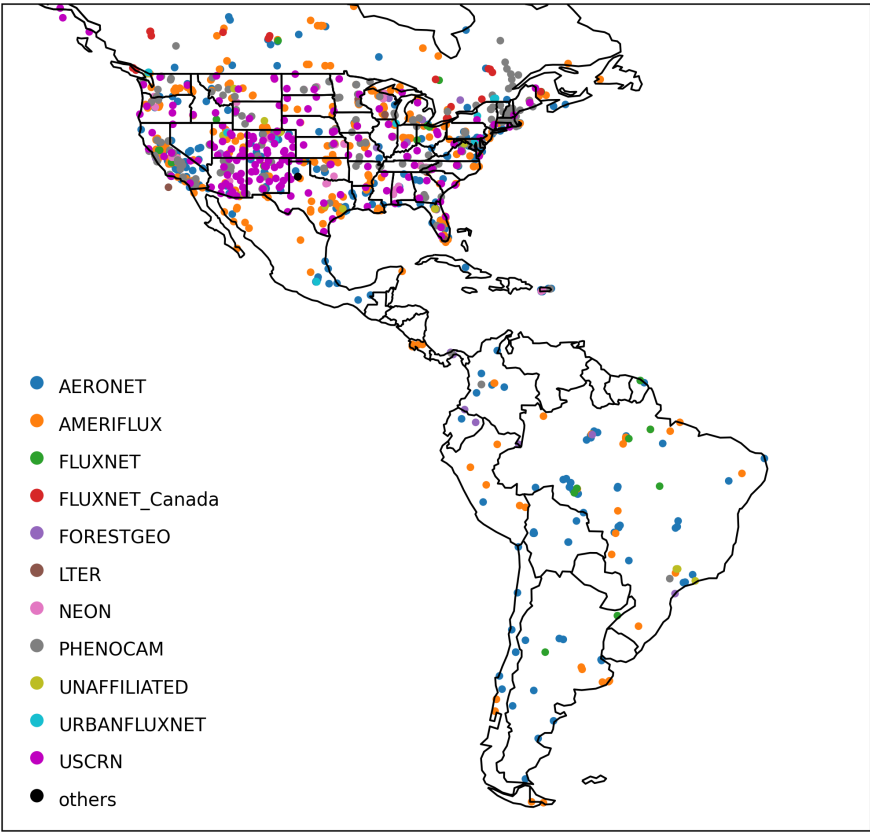 AERONET
AMERIFLUX
FLUXNET
FLUXNET_Canada
FORESTGEO
LTER
NEON
PHENOCAM
UNAFFILIATED
URBANFLUXNET
USCRN
others